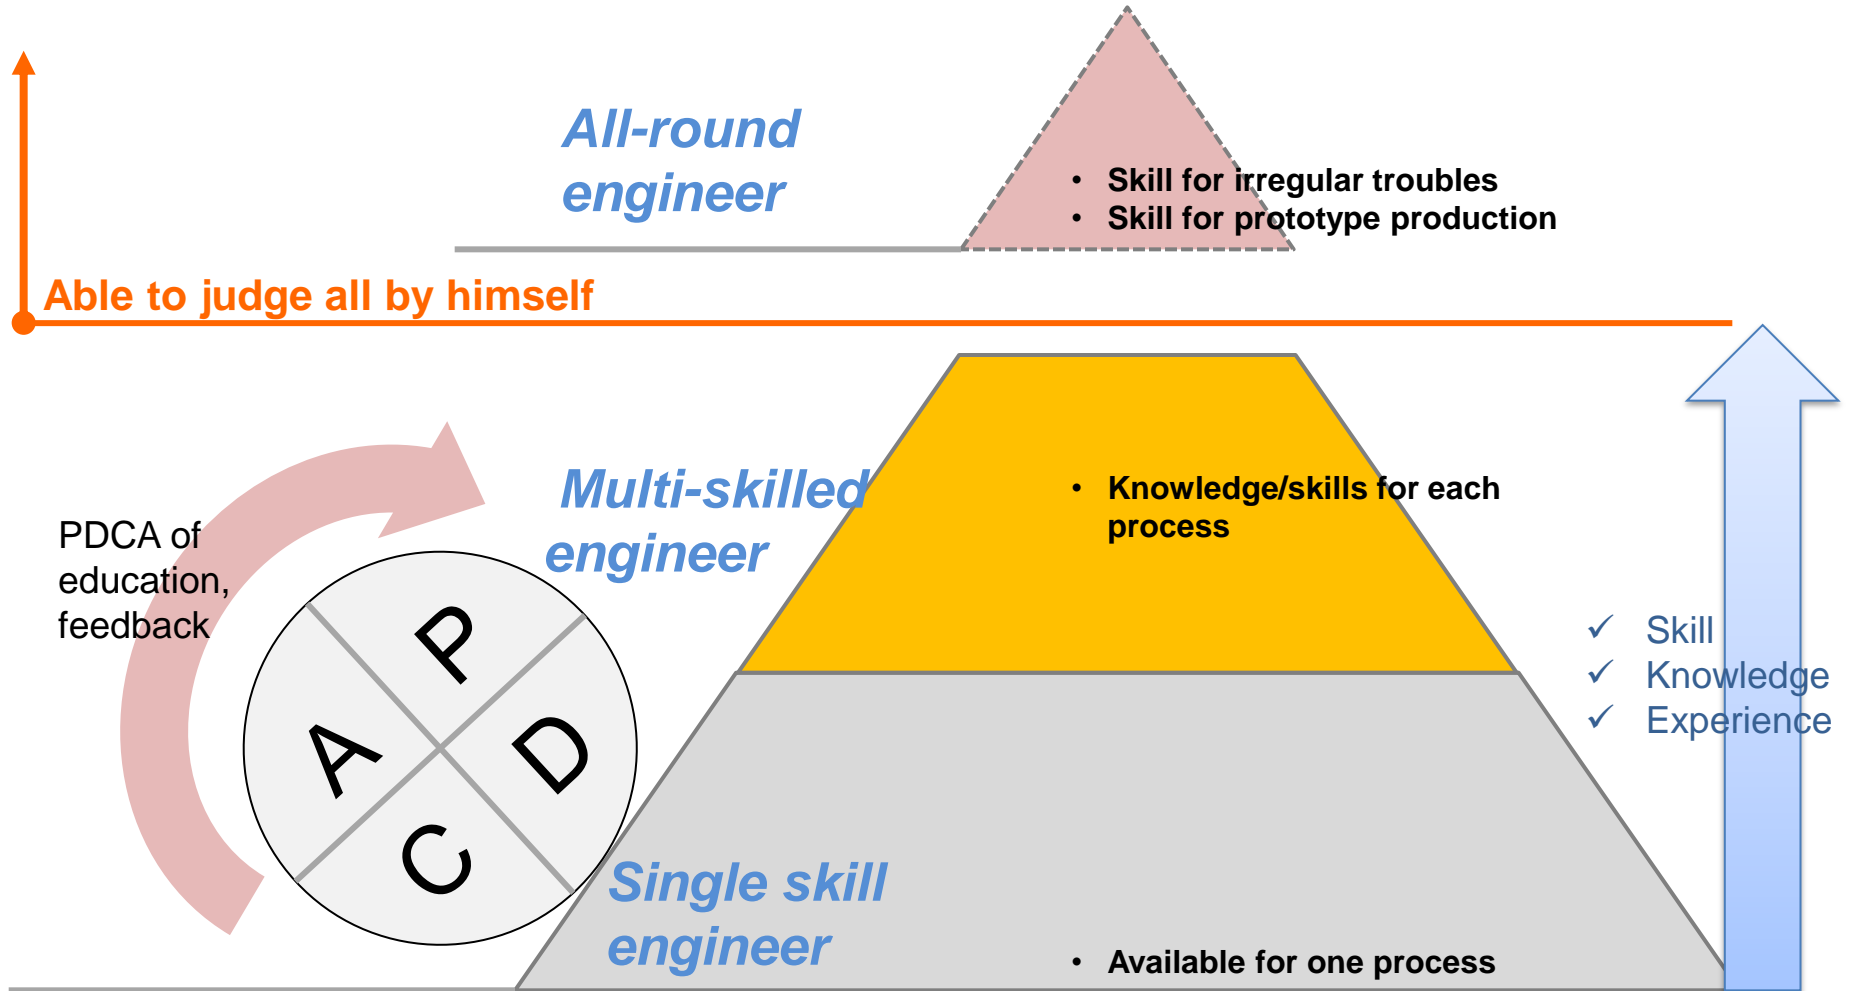 All-round
engineer
• Skill for irregular troubles
• Skill for prototype production
Able to judge all by himself
Multi-skilled
engineer
• Knowledge/skills for each
process
PDCA of
education,
feedback
P
D
C
A
✓ Skill
✓ Knowledge
✓ Experience
Single skill
engineer
• Available for one process